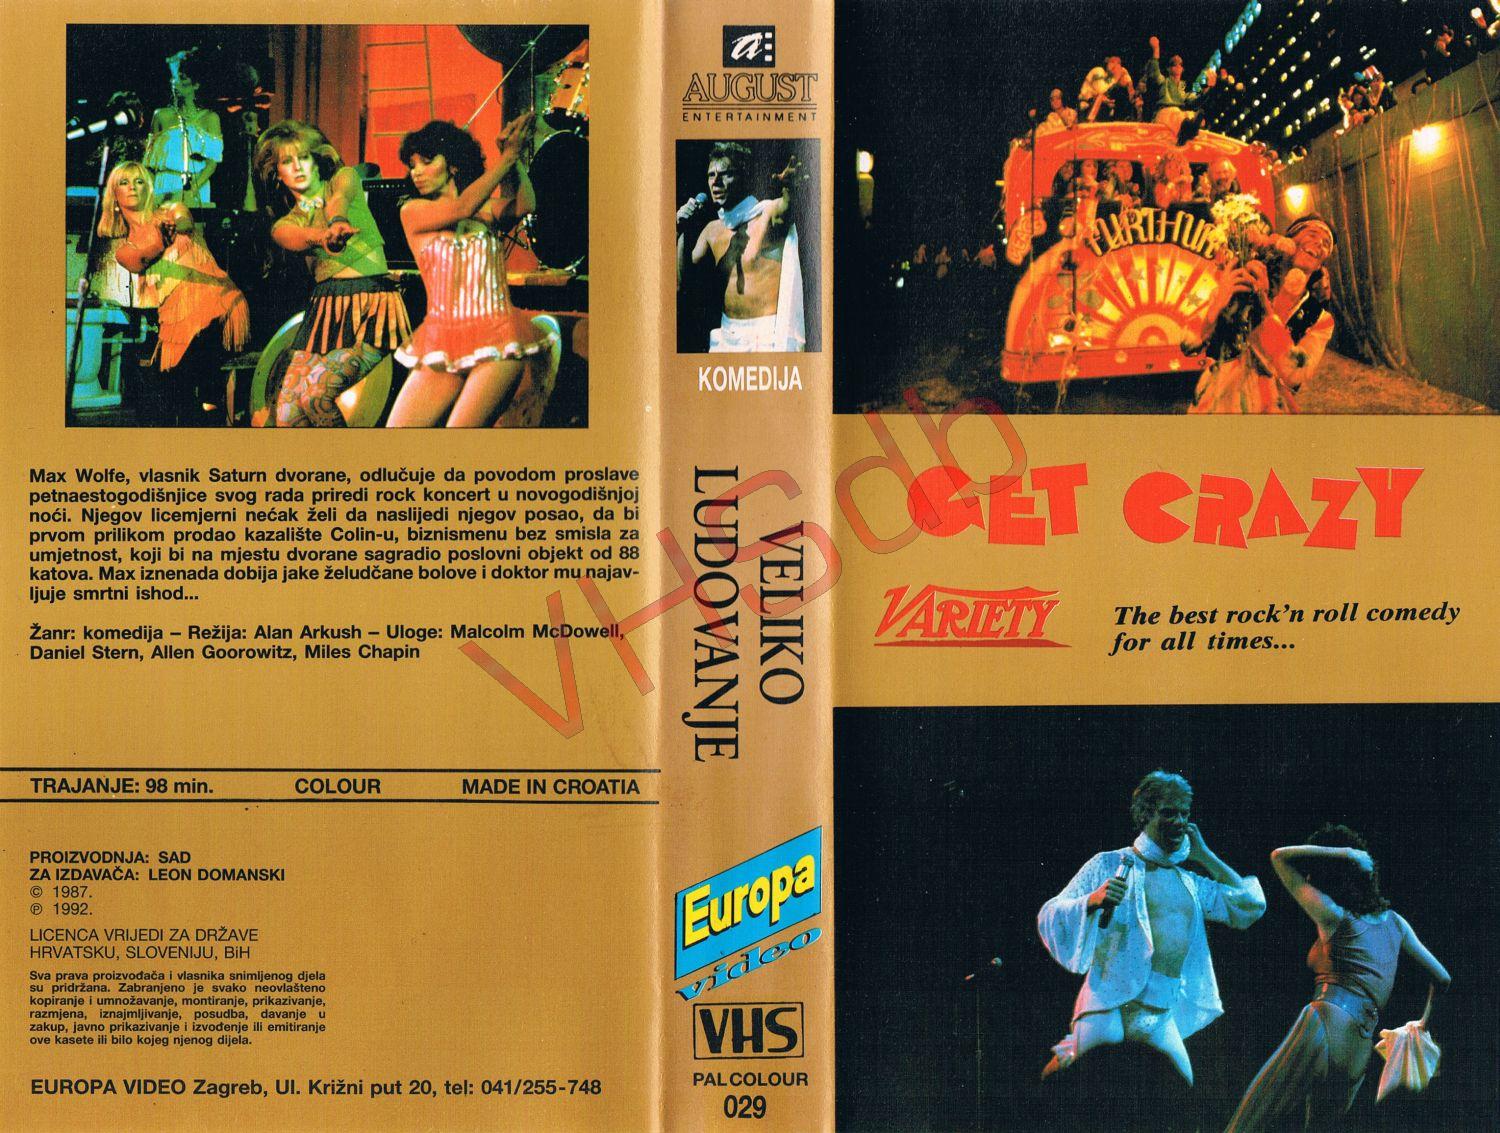 Max Wolfe, vlasnik Saturn dvorane, odlučuje da povodom proslave
petnaestogodišnjice svog rada priredi rock koncert u novogodišnjoj
noći. Njegov licemjerni nećak želi da naslijedi njegov posao, da bi
prvom prilikom prodao kazalište Colin-u, biznismenu bez smisla za
umjetnost, koji bi na mjestu dvorane sagradio poslovni objekt od 88
katova. Max iznenada dobija jake želudčane bolove i doktor mu najav-
ljuje smrtni ishod...
Žanr: komedija – Režija: Alan Arkush – Uloge: Malcolm McDowell,
Daniel Stern, Allen Goorowitz, Miles Chapin
TRAJANJE: 98 min. COLOUR MADE IN CROATIA
PROIZVODNJA: SAD
ZA IZDAVAČA: LEON DOMANSKI
© 1987.
℗ 1992.
LICENCA VRIJEDI ZA DRŽAVE
HRVATSKU, SLOVENIJU, BiH
Sva prava proizvođača i vlasnika snimljenog djela
su pridržana. Zabranjeno je svako neovlašteno
kopiranje i umnožavanje, montiranje, prikazivanje,
razmjena, iznajmljivanje, posudba, davanje u
zakup, javno prikazivanje i izvođenje ili emitiranje
ove kasete ili bilo kojeg njenog dijela.
EUROPA VIDEO Zagreb, Ul. Križni put 20, tel: 041/255-748
a:
AUGUST
ENTERTAINMENT
KOMEDIJA
VELIKO
LUDOVANJE
Europa
video
VHS
PAL COLOUR
029
FURTHUR
GET CRAZY
VARIETY
The best rock'n roll comedy
for all times...
VHSdb